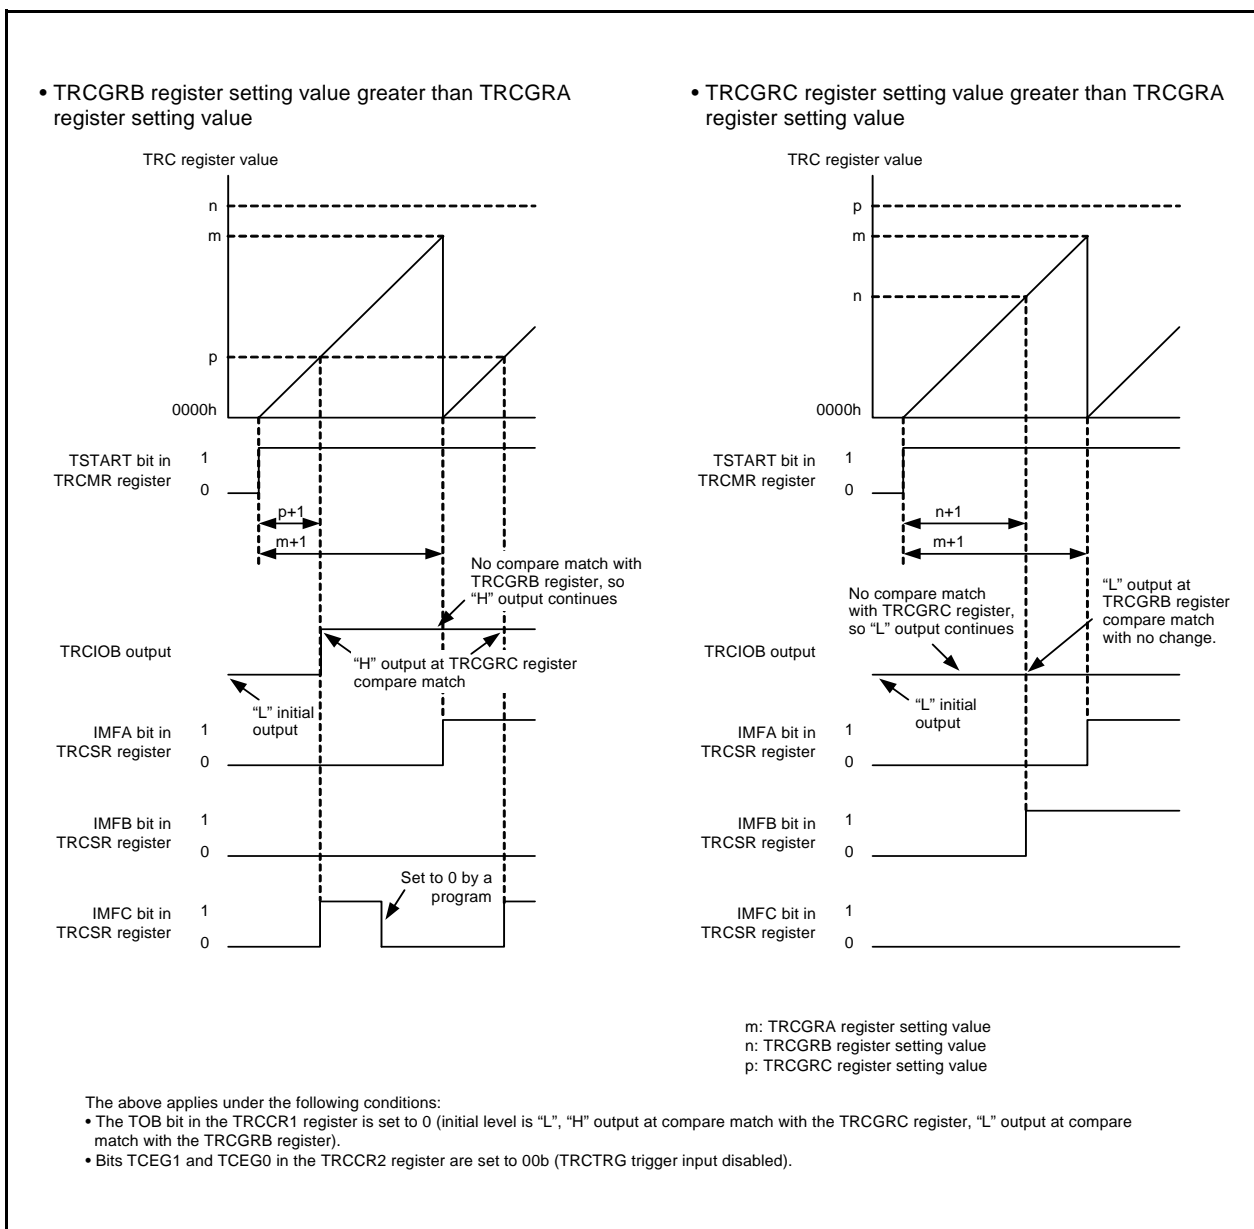 • TRCGRB register setting value greater than TRCGRA
register setting value
TRC register value
n
m
p
0000h
TSTART bit in
TRCMR register
1
0
p+1
m+1
No compare match with
TRCGRB register, so
“H” output continues
TRCIOB output
“H” output at TRCGRC register
compare match
“L” initial
output
IMFA bit in
TRCSR register
1
0
IMFB bit in
TRCSR register
1
0
Set to 0 by a
program
IMFC bit in
TRCSR register
1
0
• TRCGRC register setting value greater than TRCGRA
register setting value
TRC register value
p
m
n
0000h
TSTART bit in
TRCMR register
1
0
n+1
m+1
No compare match
with TRCGRC register,
so “L” output continues
“L” output at
TRCGRB register
compare match
with no change.
TRCIOB output
“L” initial
output
IMFA bit in
TRCSR register
1
0
IMFB bit in
TRCSR register
1
0
IMFC bit in
TRCSR register
1
0
m: TRCGRA register setting value
n: TRCGRB register setting value
p: TRCGRC register setting value
The above applies under the following conditions:
• The TOB bit in the TRCCR1 register is set to 0 (initial level is “L”, “H” output at compare match with the TRCGRC register, “L” output at compare
match with the TRCGRB register).
• Bits TCEG1 and TCEG0 in the TRCCR2 register are set to 00b (TRCTRG trigger input disabled).